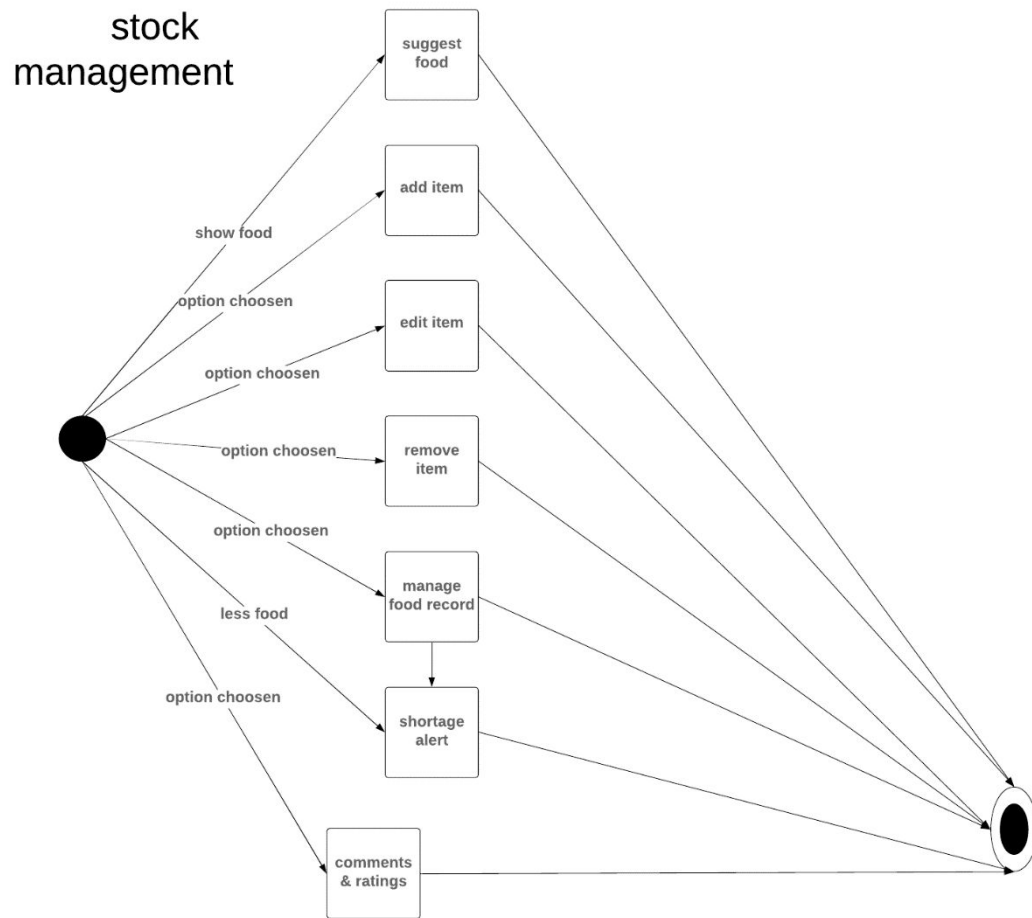 stock
management
suggest
food
add item
show food
option choosen
edit item
option choosen
option choosen
remove
item
option choosen
manage
food record
less food
option choosen
shortage
alert
comments
& ratings